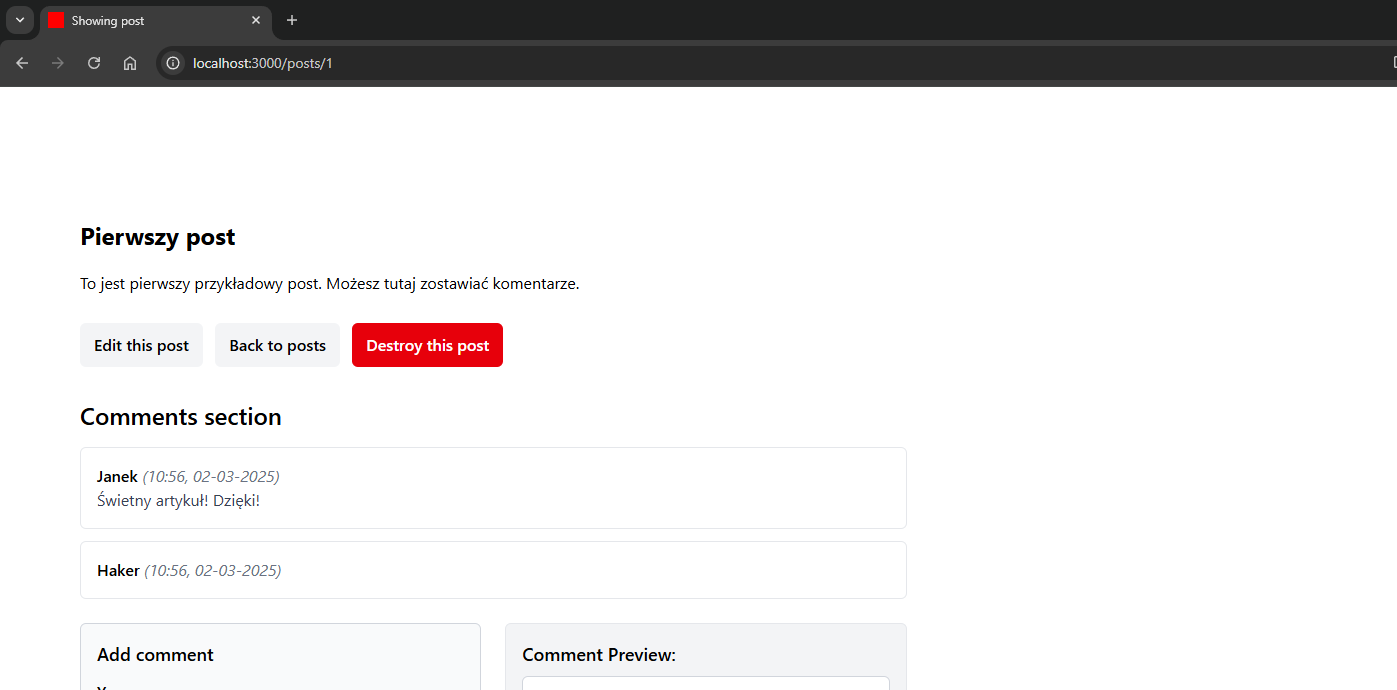 Showing post
localhost:3000/posts/1
Pierwszy post
To jest pierwszy przykładowy post. Możesz tutaj zostawiać komentarze.
Edit this post Back to posts Destroy this post
Comments section
Janek (10:56, 02-03-2025)
Świetny artykuł! Dzięki!
Haker (10:56, 02-03-2025)
Add comment
Comment Preview: